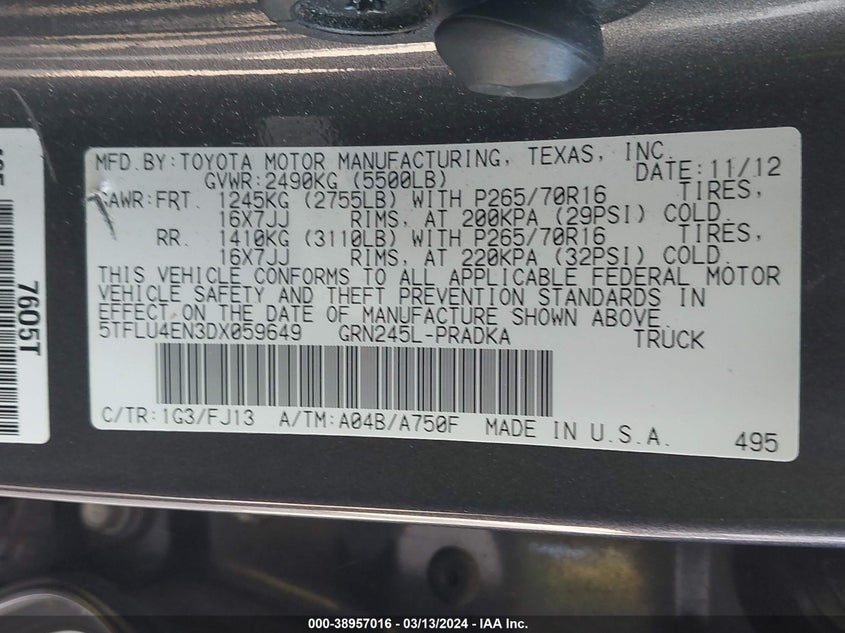 MFD.BY:TOYOTA MOTOR MANUFACTURING, TEXAS, INC.
DATE:11/12
GVWR:2490KG (5500LB)
GAWR:FRT. 1245KG (2755LB) WITH P265/70R16 TIRES,
16X7JJ RIMS, AT 200KPA (29PSI) COLD.
RR. 1410KG (3110LB) WITH P265/70R16 TIRES,
16X7JJ RIMS, AT 220KPA (32PSI) COLD.
THIS VEHICLE CONFORMS TO ALL APPLICABLE FEDERAL MOTOR
VEHICLE SAFETY AND THEFT PREVENTION STANDARDS IN
EFFECT ON THE DATE OF MANUFACTURE SHOWN ABOVE.
5TFLU4EN3DX059649 GRN245L-PRADKA TRUCK
C/TR:1G3/FJ13 A/TM:A04B/A750F MADE IN U.S.A.
495
7605T
000-38957016 — 03/13/2024 — IAA Inc.